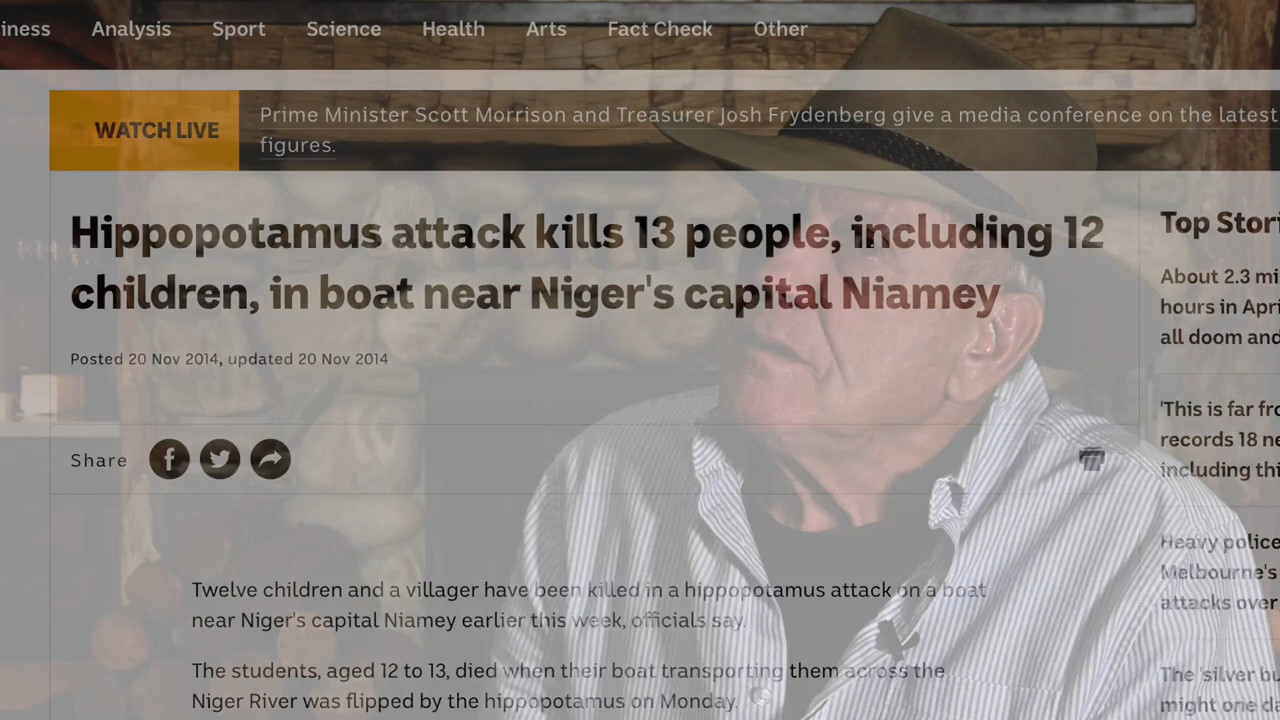 iness Analysis Sport Science Health Arts Fact Check Other
WATCH LIVE
Prime Minister Scott Morrison and Treasurer Josh Frydenberg give a media conference on the latest
figures.
Hippopotamus attack kills 13 people, including 12
children, in boat near Niger's capital Niamey
Posted 20 Nov 2014, updated 20 Nov 2014
Share
Twelve children and a villager have been killed in a hippopotamus attack on a boat
near Niger's capital Niamey earlier this week, officials say.
The students, aged 12 to 13, died when their boat transporting them across the
Niger River was flipped by the hippopotamus on Monday.
Top Stori
About 2.3 mi
hours in Apri
all doom and
'This is far fro
records 18 ne
including thi
Heavy police
Melbourne's
attacks over
The 'silver bu
might one da